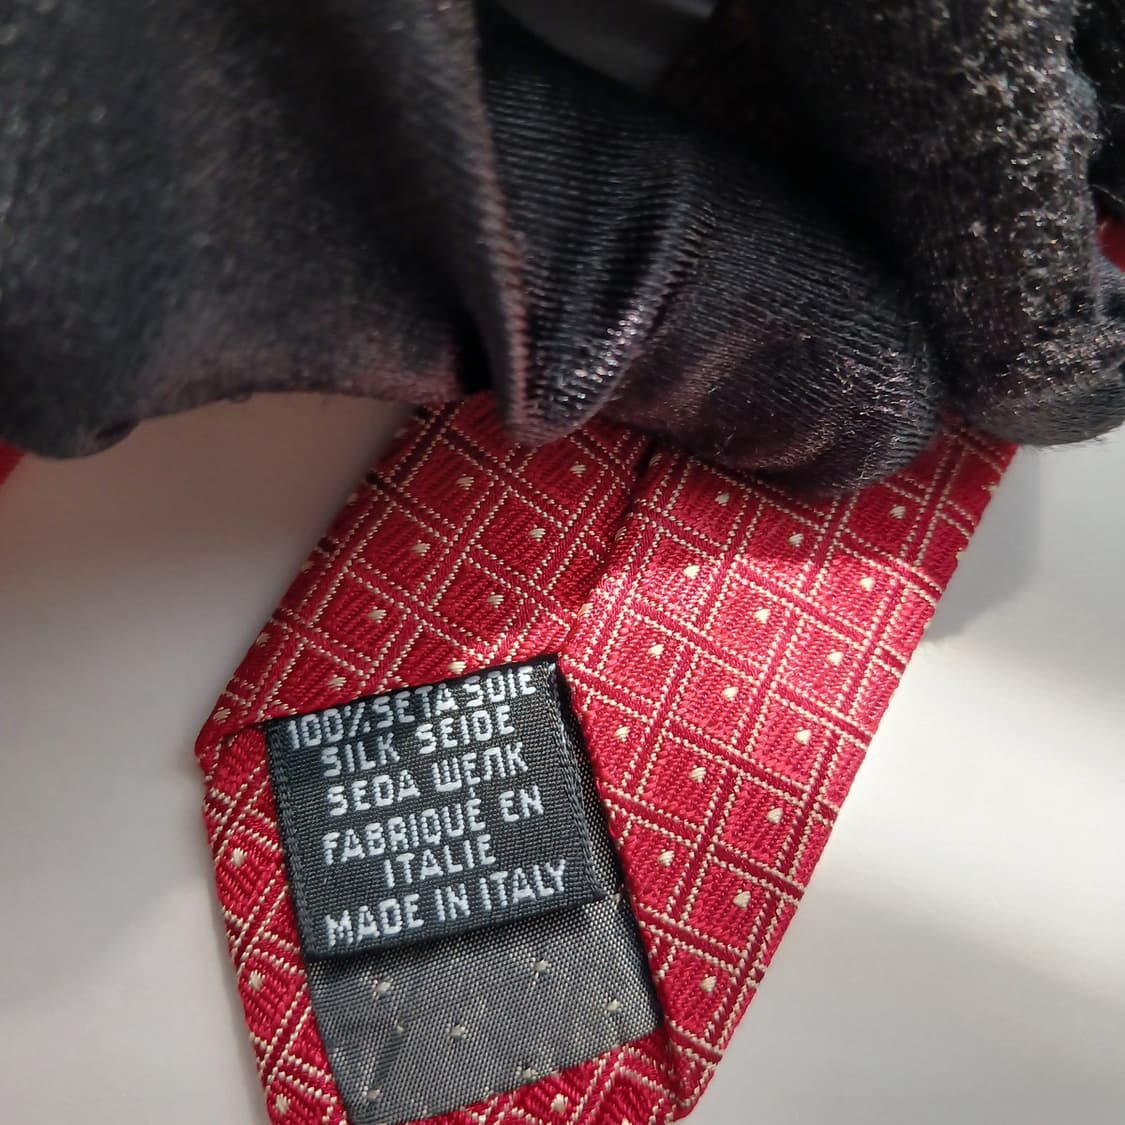 100% SETA SOIE
SILK SEIDE
SEDA ШЕЛК
FABRIQUÉ EN
ITALIE
MADE IN ITALY